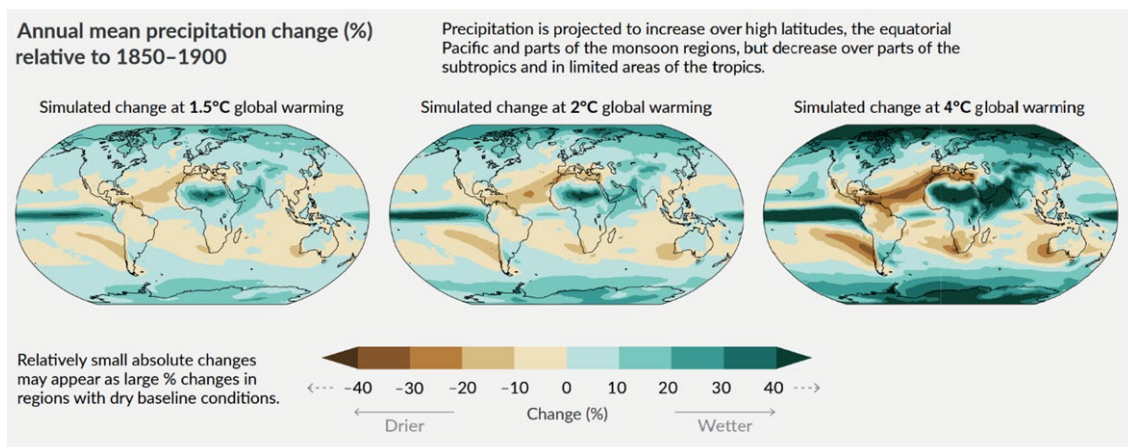 Annual mean precipitation change (%)
relative to 1850–1900
Precipitation is projected to increase over high latitudes, the equatorial
Pacific and parts of the monsoon regions, but decrease over parts of the
subtropics and in limited areas of the tropics.
Simulated change at 1.5°C global warming
Simulated change at 2°C global warming
Simulated change at 4°C global warming
Relatively small absolute changes
may appear as large % changes in
regions with dry baseline conditions.
–40 –30 –20 –10 0 10 20 30 40
Change (%)
Drier
Wetter